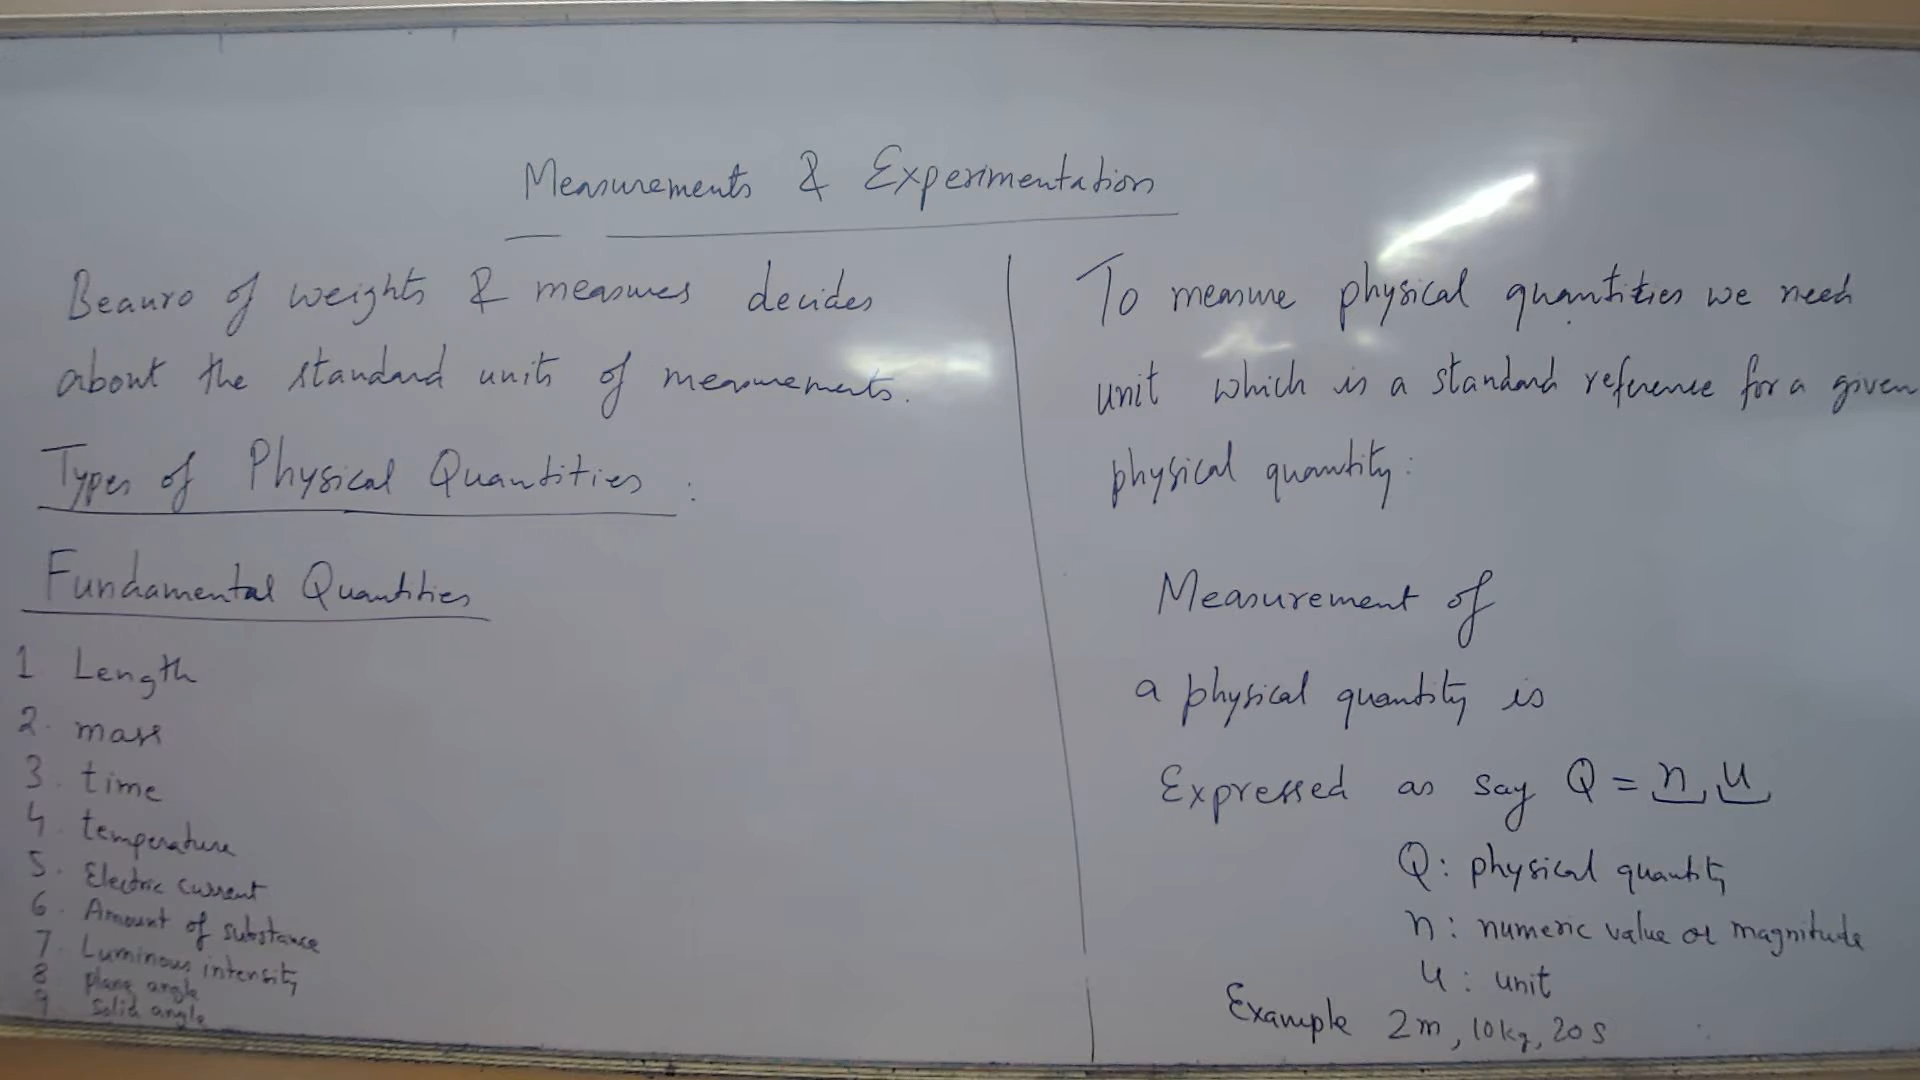 Measurements & Experimentation
Beauro of weights & measures decides
about the standard units of measurements.
Types of Physical Quantities :
Fundamental Quantities
1 Length
2. mass
3. time
4. temperature
5. Electric current
6. Amount of substance
7. Luminous intensity
8 plane angle
9. Solid angle
To measure physical quantities we need
unit which is a standard reference for a given
physical quantity:
Measurement of
a physical quantity is
Expressed as say Q = n u
Q: physical quantity
n: numeric value or magnitude
u: unit
Example 2m, 10kg, 20 s